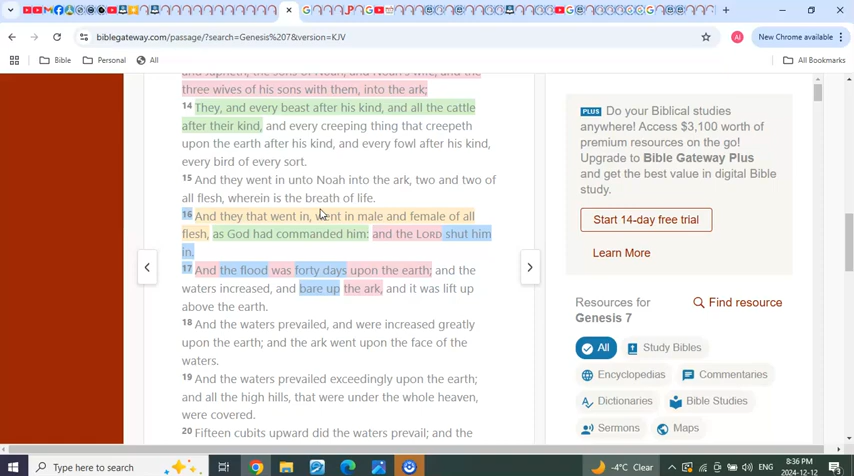 biblegateway.com/passage/?search=Genesis%207&version=KJV
New Chrome available
Bible
Personal
All
All Bookmarks
and Japheth, the sons of Noah, and Noah's wife, and the
three wives of his sons with them, into the ark;
14 They, and every beast after his kind, and all the cattle
after their kind, and every creeping thing that creepeth
upon the earth after his kind, and every fowl after his kind,
every bird of every sort.
15 And they went in unto Noah into the ark, two and two of
all flesh, wherein is the breath of life.
16 And they that went in, went in male and female of all
flesh, as God had commanded him: and the LORD shut him
in.
17 And the flood was forty days upon the earth; and the
waters increased, and bare up the ark, and it was lift up
above the earth.
18 And the waters prevailed, and were increased greatly
upon the earth; and the ark went upon the face of the
waters.
19 And the waters prevailed exceedingly upon the earth;
and all the high hills, that were under the whole heaven,
were covered.
20 Fifteen cubits upward did the waters prevail; and the
PLUS Do your Biblical studies
anywhere! Access $3,100 worth of
premium resources on the go!
Upgrade to Bible Gateway Plus
and get the best value in digital Bible
study.
Start 14-day free trial
Learn More
Resources for
Genesis 7
Find resource
All
Study Bibles
Encyclopedias
Commentaries
Dictionaries
Bible Studies
Sermons
Maps
Type here to search
-4°C Clear
ENG
8:36 PM
2024-12-12